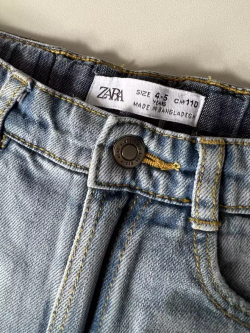 ZARA
SIZE 4-5 CM 110
YEARS
MADE IN BANGLADESH